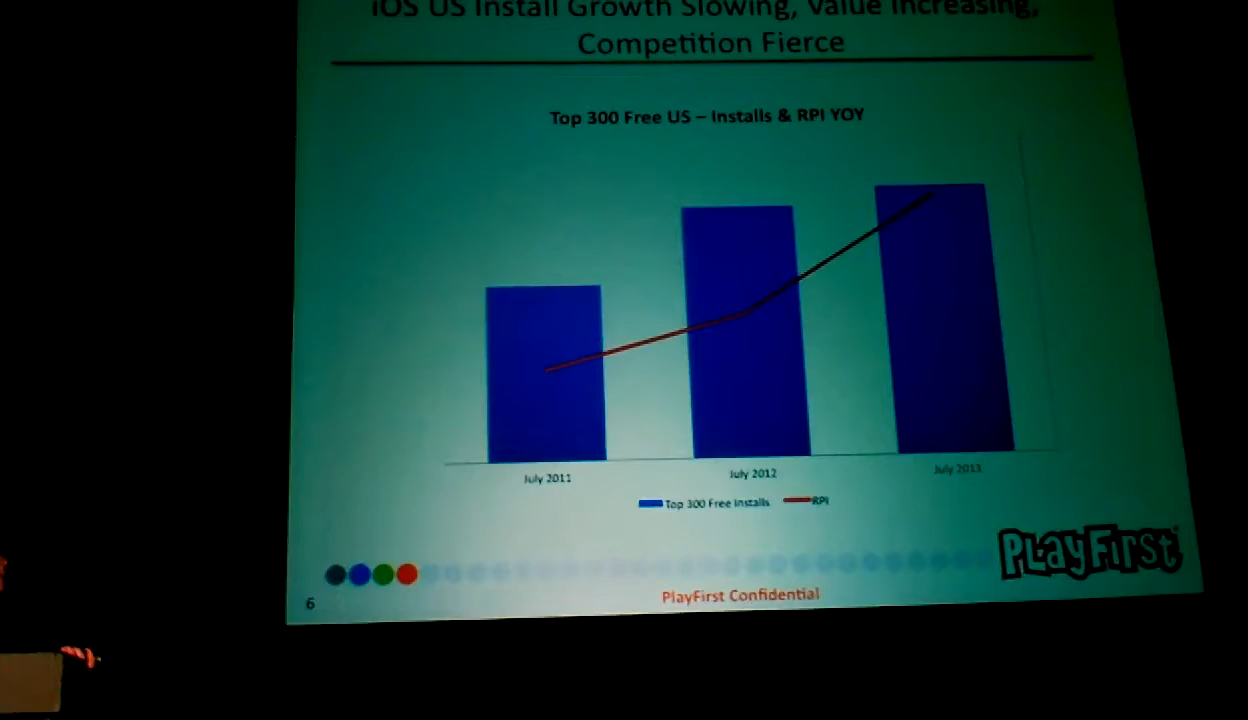 iOS US Install Growth Slowing, Value Increasing,
Competition Fierce
Top 300 Free US – Installs & RPI YOY
July 2011
July 2012
July 2013
Top 300 Free Installs
RPI
PLayFirst
PlayFirst Confidential
6